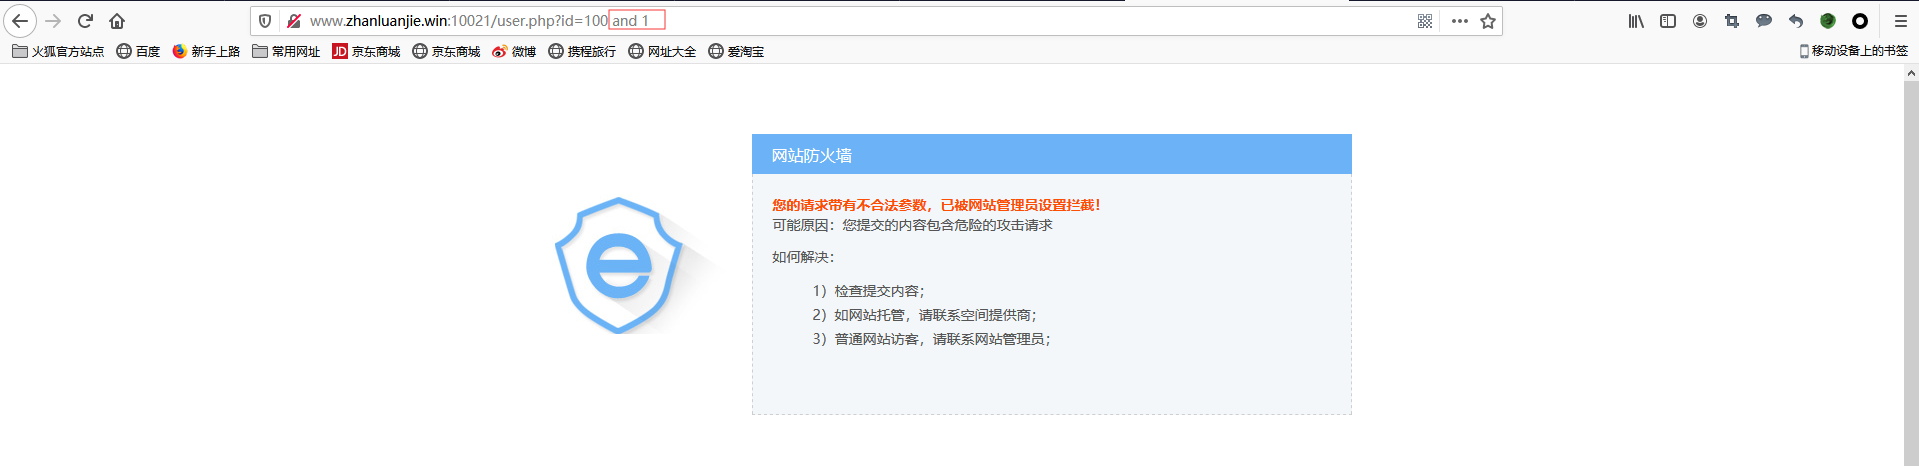 www.zhanluanjie.win:10021/user.php?id=100 and 1
火狐官方站点 百度 新手上路 常用网址 JD 京东商城 京东商城 微博 携程旅行 网址大全 爱淘宝 移动设备上的书签
网站防火墙
您的请求带有不合法参数，已被网站管理员设置拦截！
可能原因：您提交的内容包含危险的攻击请求
如何解决：
1）检查提交内容；
2）如网站托管，请联系空间提供商；
3）普通网站访客，请联系网站管理员；